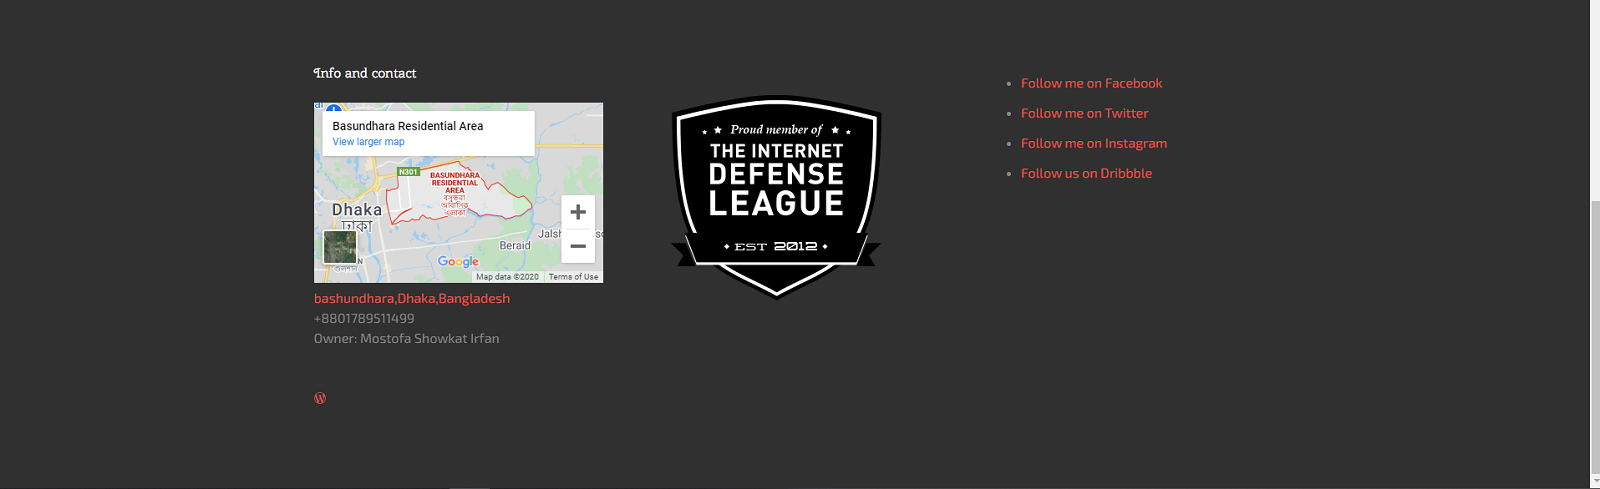 Info and contact
Basundhara Residential Area
View larger map
N301
BASUNDHARA
RESIDENTIAL
AREA
বসুন্ধরা
আবাসিক
এলাকা
Dhaka
ঢাকা
Beraid
গুলশান
Google
Map data ©2020
Terms of Use
bashundhara,Dhaka,Bangladesh
+8801789511499
Owner: Mostofa Showkat Irfan
Proud member of
THE INTERNET
DEFENSE
LEAGUE
EST 2012
Follow me on Facebook
Follow me on Twitter
Follow me on Instagram
Follow us on Dribbble